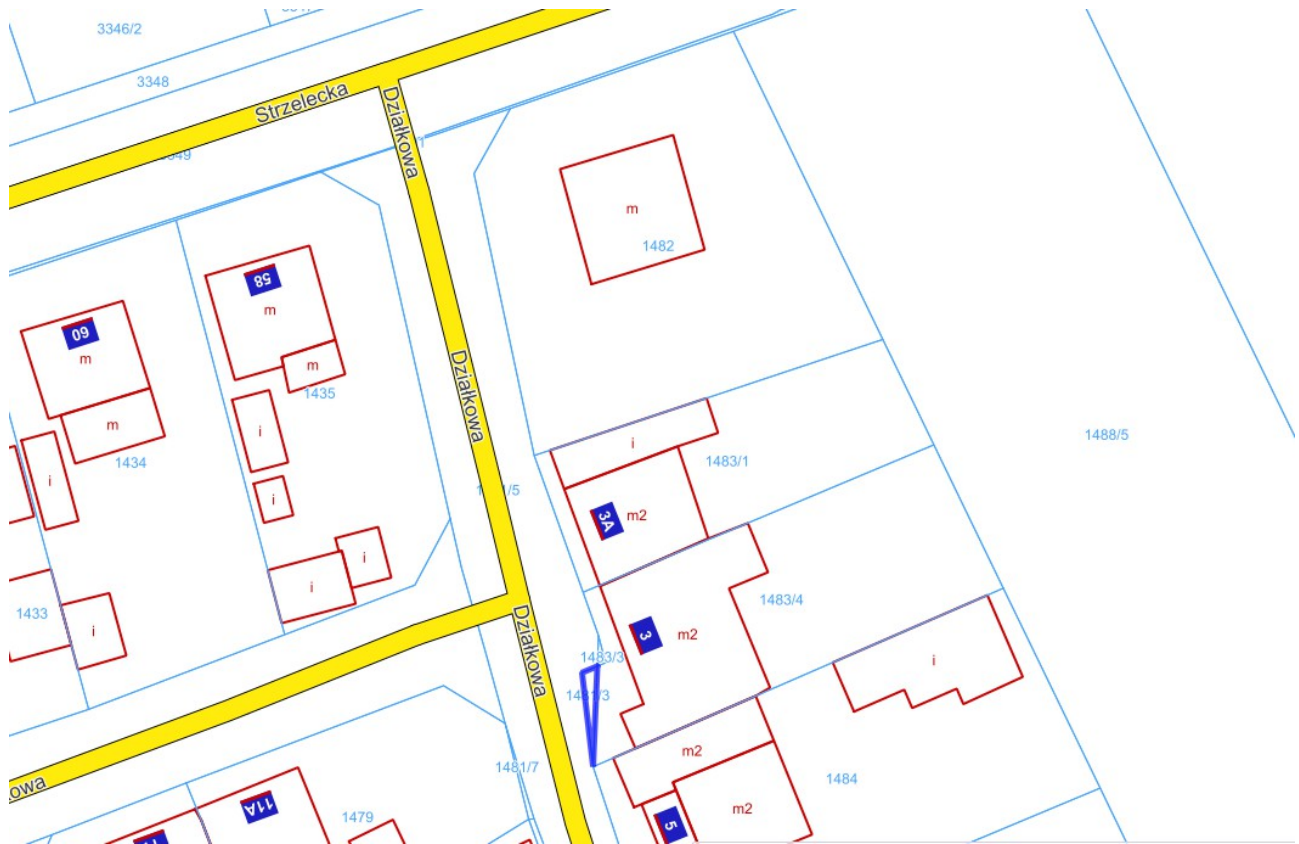 3346/2
3348
Strzelecka
Działkowa
m
1482
58
m
60
m
m
1435
Działkowa
m
1434
i
i
1488/5
i
1483/1
i
3A
m2
i
i
1433
i
1483/4
3
m2
Działkowa
1483/3
i
m2
1481/7
1484
11A
m2
1479
5